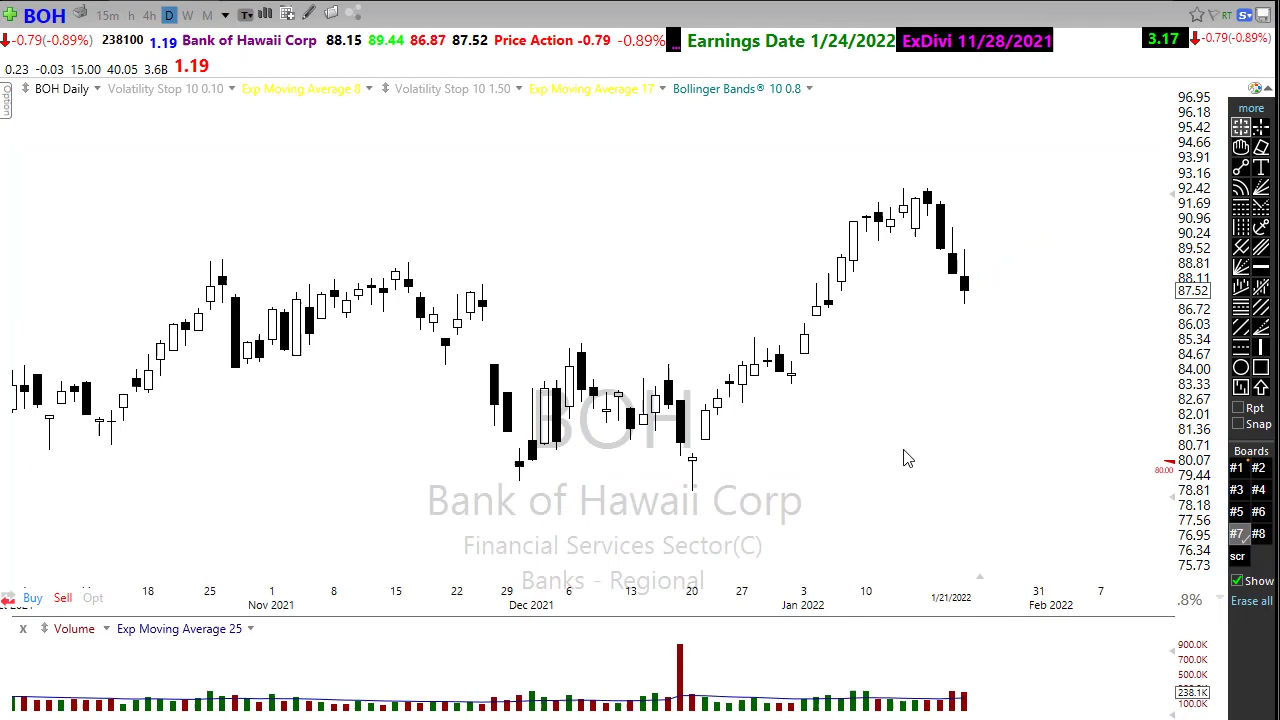 BOH 15m h 4h D W M T RT S
-0.79(-0.89%) 238100 1.19 Bank of Hawaii Corp 88.15 89.44 86.87 87.52 Price Action -0.79 -0.89% ... Earnings Date 1/24/2022 ExDivi 11/28/2021 3.17 -0.79(-0.89%)
0.23 -0.03 15.00 40.05 3.6B 1.19
Option
BOH Daily Volatility Stop 10 0.10 Exp Moving Average 8 Volatility Stop 10 1.50 Exp Moving Average 17 Bollinger Bands® 10 0.8
96.95
96.18
95.42
94.66
93.91
93.16
92.42
91.69
90.96
90.24
89.52
88.81
88.11
87.52
86.72
86.03
85.34
84.67
84.00
83.33
82.67
82.01
81.36
80.71
80.07
80.00
79.44
78.81
78.18
77.56
76.95
76.34
75.73
BOH
Bank of Hawaii Corp
Financial Services Sector(C)
Banks - Regional
18 25 1 8 15 22 29 6 13 20 27 3 10 1/21/2022 31 7
Nov 2021 Dec 2021 Jan 2022 Feb 2022
Buy Sell Opt
.8%
X Volume Exp Moving Average 25
900.0K
700.0K
500.0K
238.1K
100.0K
more
T
Rpt
Snap
Boards
#1 #2
#3 #4
#5 #6
#7 #8
scr
Show
Erase all